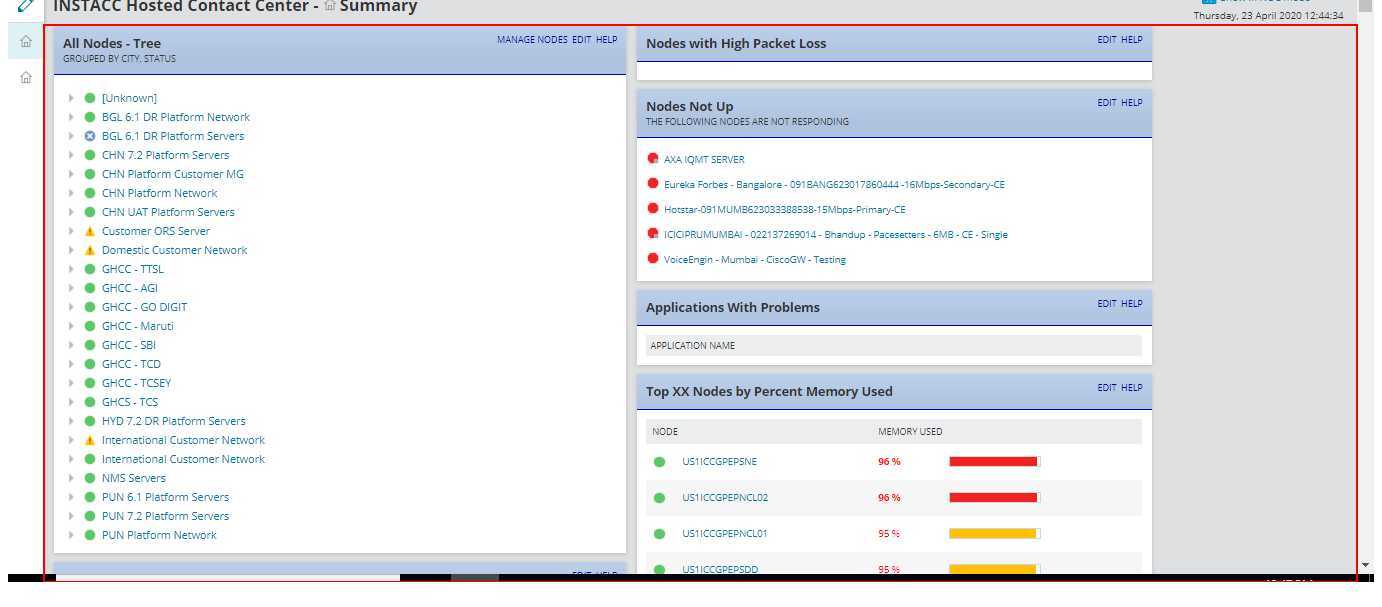 INSTACC Hosted Contact Center - Summary
Thursday, 23 April 2020 12:44:34
All Nodes - Tree
MANAGE NODES EDIT HELP
GROUPED BY CITY, STATUS
[Unknown]
BGL 6.1 DR Platform Network
BGL 6.1 DR Platform Servers
CHN 7.2 Platform Servers
CHN Platform Customer MG
CHN Platform Network
CHN UAT Platform Servers
Customer ORS Server
Domestic Customer Network
GHCC - TTSL
GHCC - AGI
GHCC - GO DIGIT
GHCC - Maruti
GHCC - SBI
GHCC - TCD
GHCC - TCSEY
GHCS - TCS
HYD 7.2 DR Platform Servers
International Customer Network
International Customer Network
NMS Servers
PUN 6.1 Platform Servers
PUN 7.2 Platform Servers
PUN Platform Network
EDIT HELP
Nodes with High Packet Loss
EDIT HELP
Nodes Not Up
EDIT HELP
THE FOLLOWING NODES ARE NOT RESPONDING
AXA IQMT SERVER
Eureka Forbes - Bangalore - 091BANG623017860444 -16Mbps-Secondary-CE
Hotstar-091MUMB623033388538-15Mbps-Primary-CE
ICICIPRUMUMBAI - 022137269014 - Bhandup - Pacesetters - 6MB - CE - Single
VoiceEngin - Mumbai - CiscoGW - Testing
Applications With Problems
EDIT HELP
APPLICATION NAME
Top XX Nodes by Percent Memory Used
EDIT HELP
NODE MEMORY USED
US1ICCGPEPSNE 96 %
US1ICCGPEPNCL02 96 %
US1ICCGPEPNCL01 95 %
US1ICCGPEPSDD 95 %